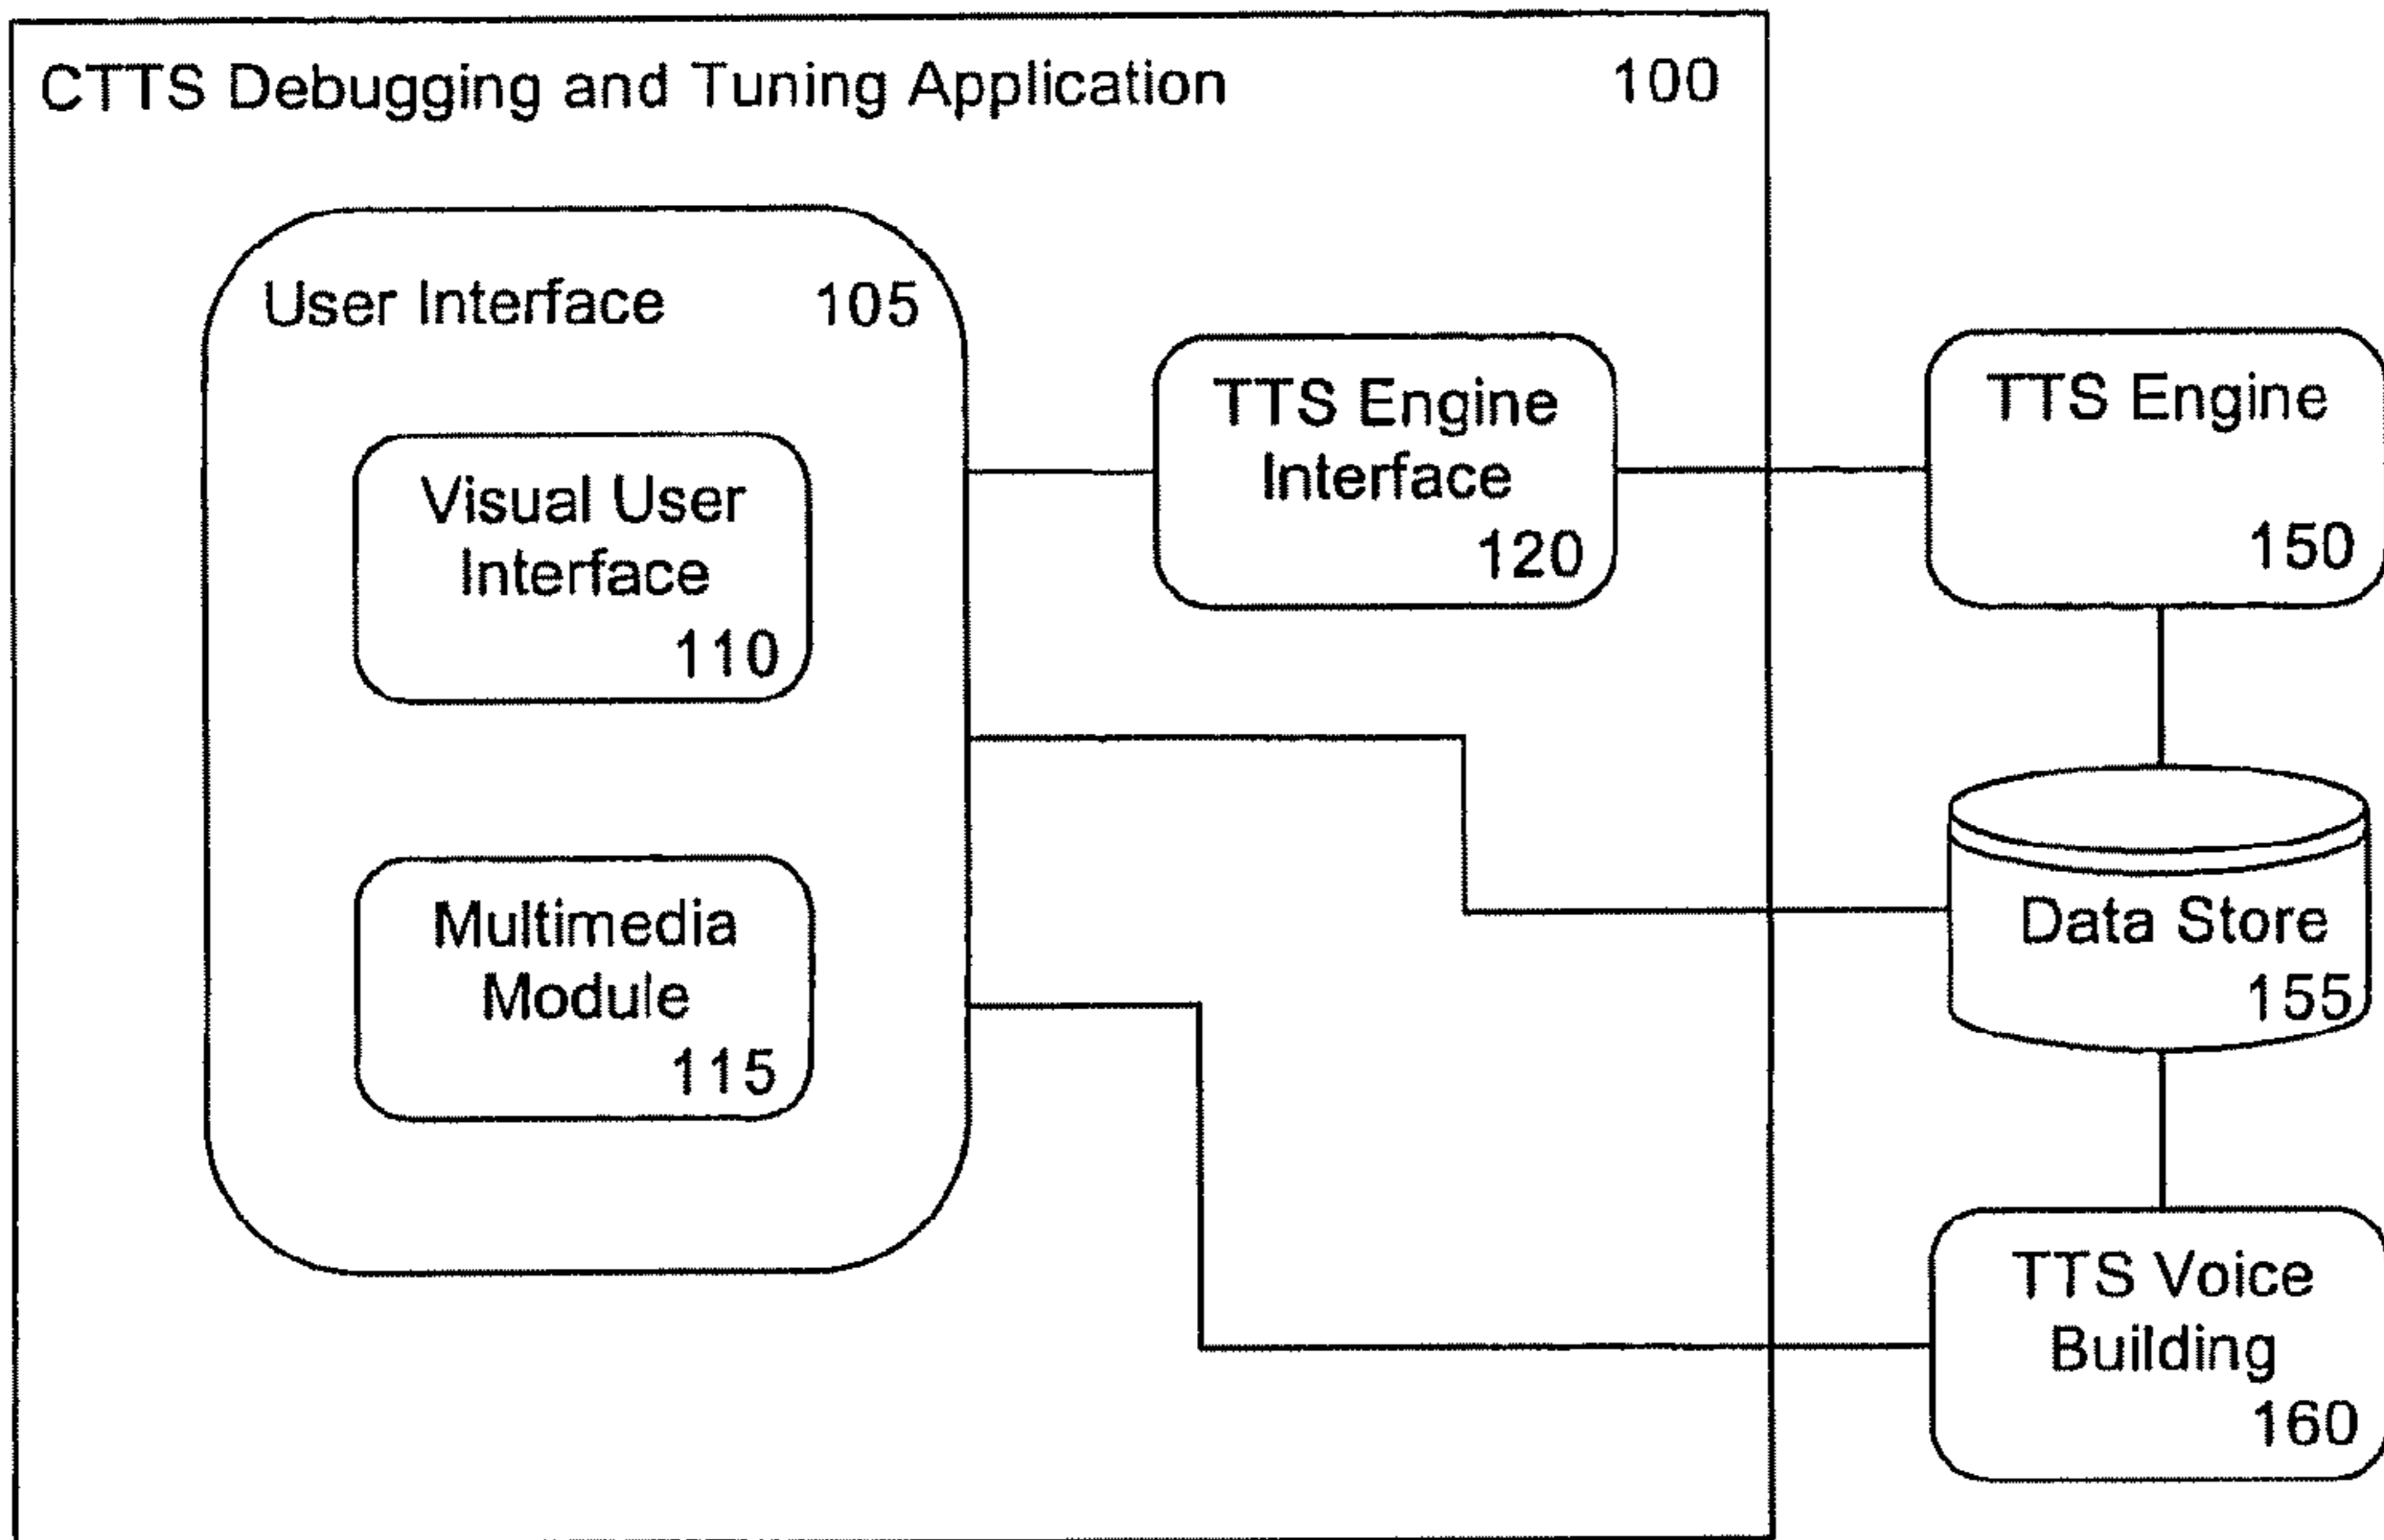 CTTS Debugging and Tuning Application 100
User Interface 105
Visual User
Interface
110
Multimedia
Module
115
TTS Engine
Interface
120
TTS Engine
150
Data Store
155
TTS Voice
Building
160